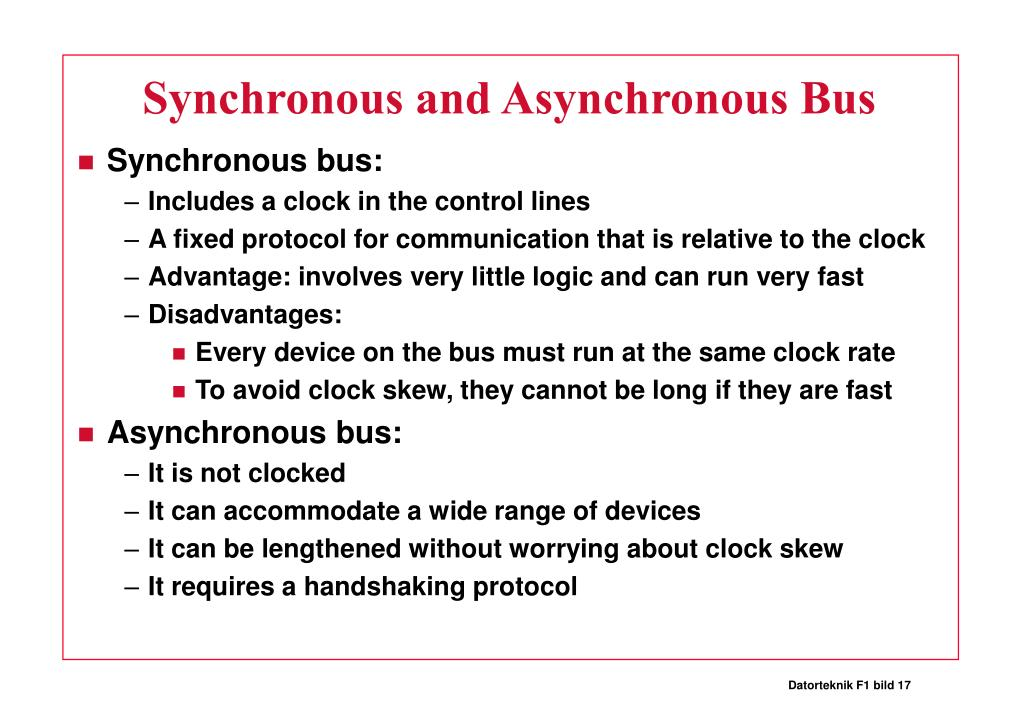 Synchronous and Asynchronous Bus
Synchronous bus:
– Includes a clock in the control lines
– A fixed protocol for communication that is relative to the clock
– Advantage: involves very little logic and can run very fast
– Disadvantages:
Every device on the bus must run at the same clock rate
To avoid clock skew, they cannot be long if they are fast
Asynchronous bus:
– It is not clocked
– It can accommodate a wide range of devices
– It can be lengthened without worrying about clock skew
– It requires a handshaking protocol
Datorteknik F1 bild 17